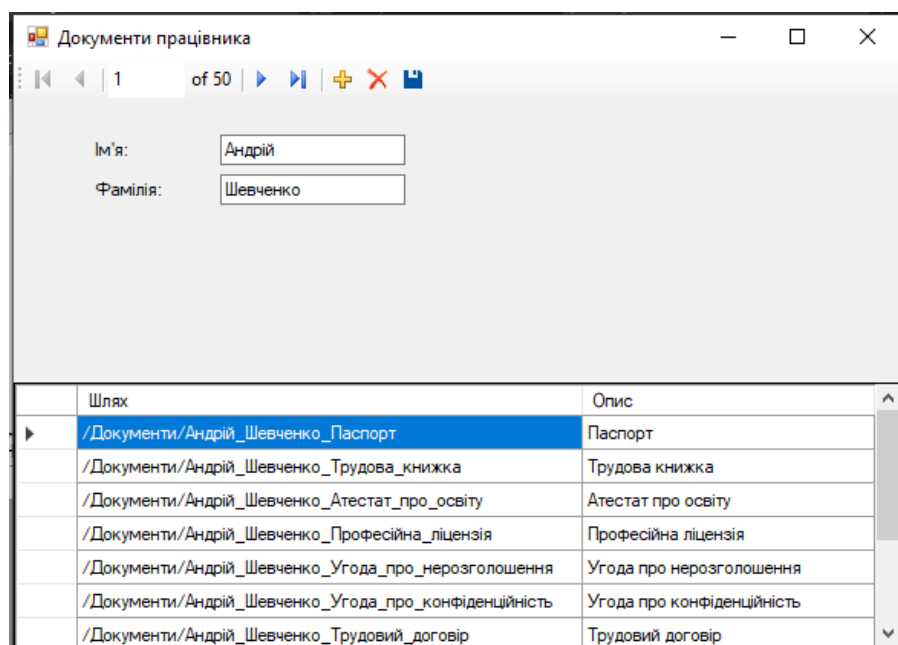 Документи працівника
1 of 50
Ім'я: Андрій
Фамілія: Шевченко
Шлях Опис
/Документи/Андрій_Шевченко_Паспорт Паспорт
/Документи/Андрій_Шевченко_Трудова_книжка Трудова книжка
/Документи/Андрій_Шевченко_Атестат_про_освіту Атестат про освіту
/Документи/Андрій_Шевченко_Професійна_ліцензія Професійна ліцензія
/Документи/Андрій_Шевченко_Угода_про_нерозголошення Угода про нерозголошення
/Документи/Андрій_Шевченко_Угода_про_конфіденційність Угода про конфіденційність
/Документи/Андрій_Шевченко_Трудовий_договір Трудовий договір